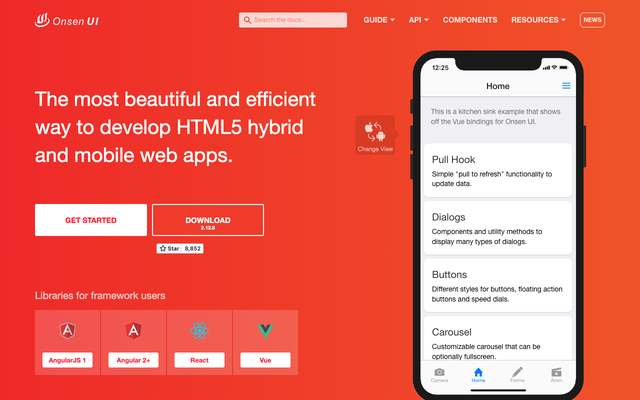 Onsen UI
Search the docs...
GUIDE
API
COMPONENTS
RESOURCES
NEWS
The most beautiful and efficient
way to develop HTML5 hybrid
and mobile web apps.
GET STARTED
DOWNLOAD
2.12.8
Star 8,852
Libraries for framework users
AngularJS 1
Angular 2+
React
Vue
Change View
12:25
Home
This is a kitchen sink example that shows
off the Vue bindings for Onsen UI.
Pull Hook
Simple "pull to refresh" functionality to
update data.
Dialogs
Components and utility methods to
display many types of dialogs.
Buttons
Different styles for buttons, floating action
buttons and speed dials.
Carousel
Customizable carousel that can be
optionally fullscreen.
Camera
Home
Forms
Anim